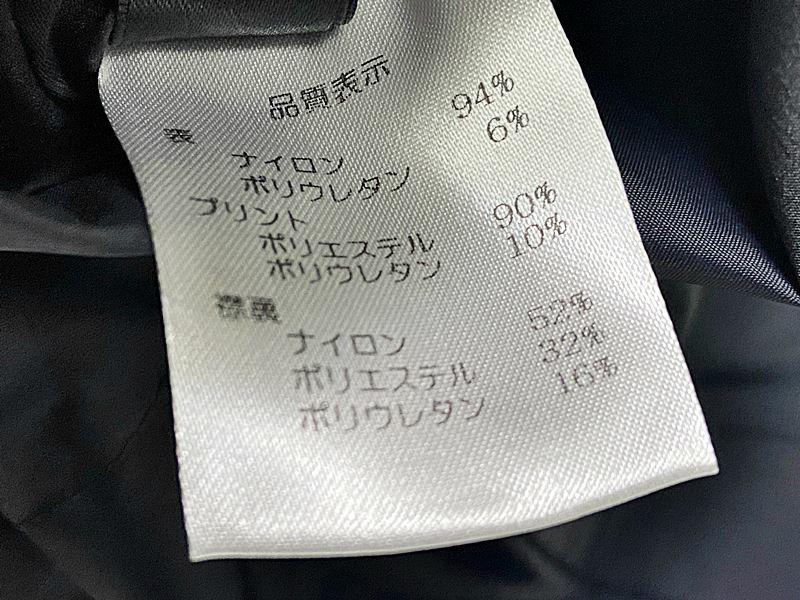 品質表示
表
ナイロン 94%
ポリウレタン 6%
プリント
ポリエステル 90%
ポリウレタン 10%
襟裏
ナイロン 52%
ポリエステル 32%
ポリウレタン 16%